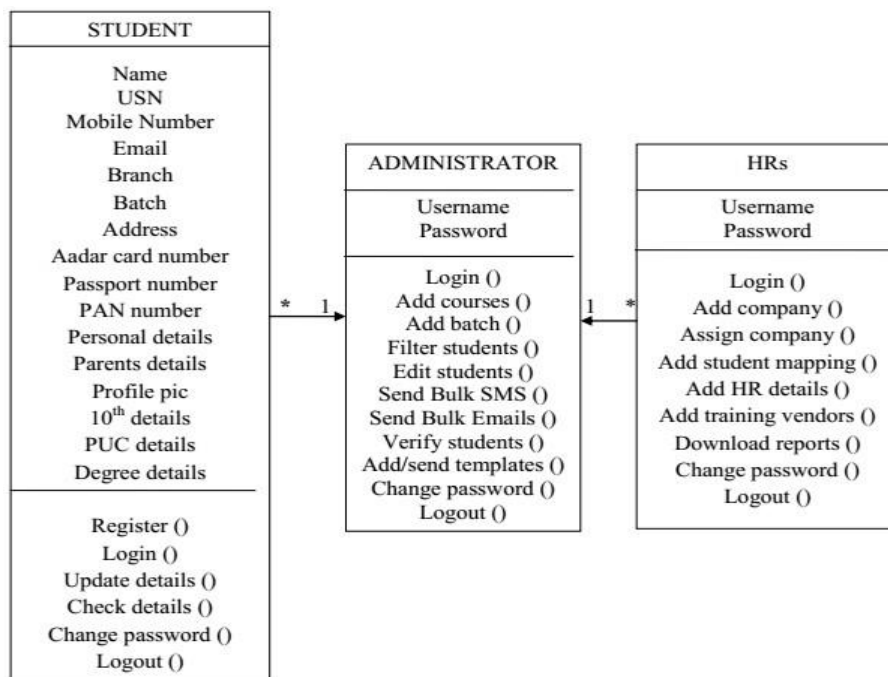 STUDENT
Name
USN
Mobile Number
Email
Branch
Batch
Address
Aadar card number
Passport number
PAN number
Personal details
Parents details
Profile pic
10th details
PUC details
Degree details
Register ()
Login ()
Update details ()
Check details ()
Change password ()
Logout ()
* 1
ADMINISTRATOR
Username
Password
Login ()
Add courses ()
Add batch ()
Filter students ()
Edit students ()
Send Bulk SMS ()
Send Bulk Emails ()
Verify students ()
Add/send templates ()
Change password ()
Logout ()
1 *
HRs
Username
Password
Login ()
Add company ()
Assign company ()
Add student mapping ()
Add HR details ()
Add training vendors ()
Download reports ()
Change password ()
Logout ()